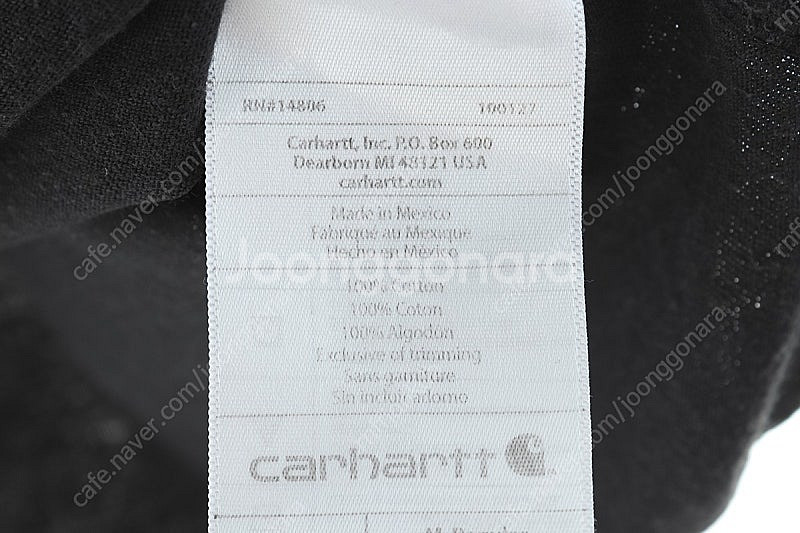 RN#14806 100127
Carhartt, Inc. P.O. Box 600
Dearborn MI 48121 USA
carhartt.com
Made in Mexico
Fabriqué au Mexique
Hecho en México
Joonggonara
100% Cotton
100% Coton
100% Algodon
Exclusive of trimming
Sans garniture
Sin incluir adorno
carhartt
M-Regular
cafe.naver.com/joonggonara
cafe.naver.com/joonggonara
cafe.naver.com/joonggonara
cafe.naver.com/joonggonara